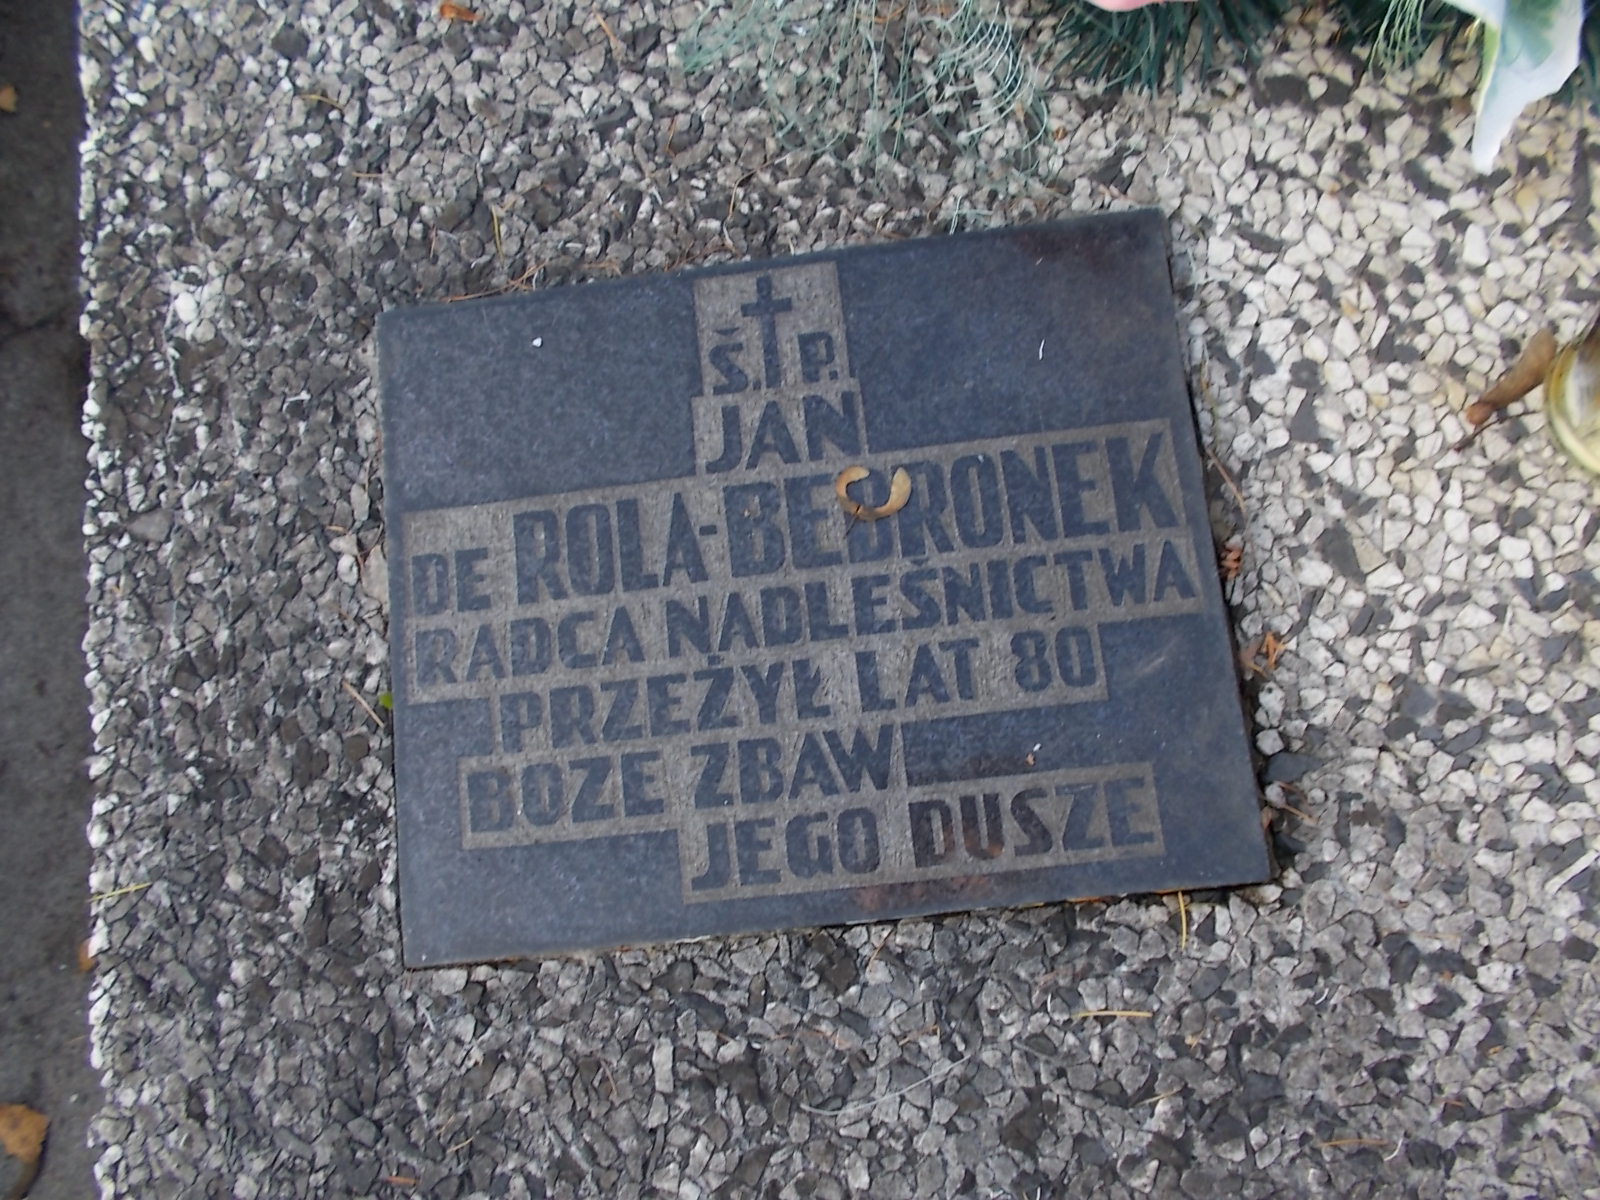 Ś. P.
JAN
DE ROLA-BEDRONEK
RADCA NADLEŚNICTWA
PRZEŻYŁ LAT 80
BOZE ZBAW
JEGO DUSZE